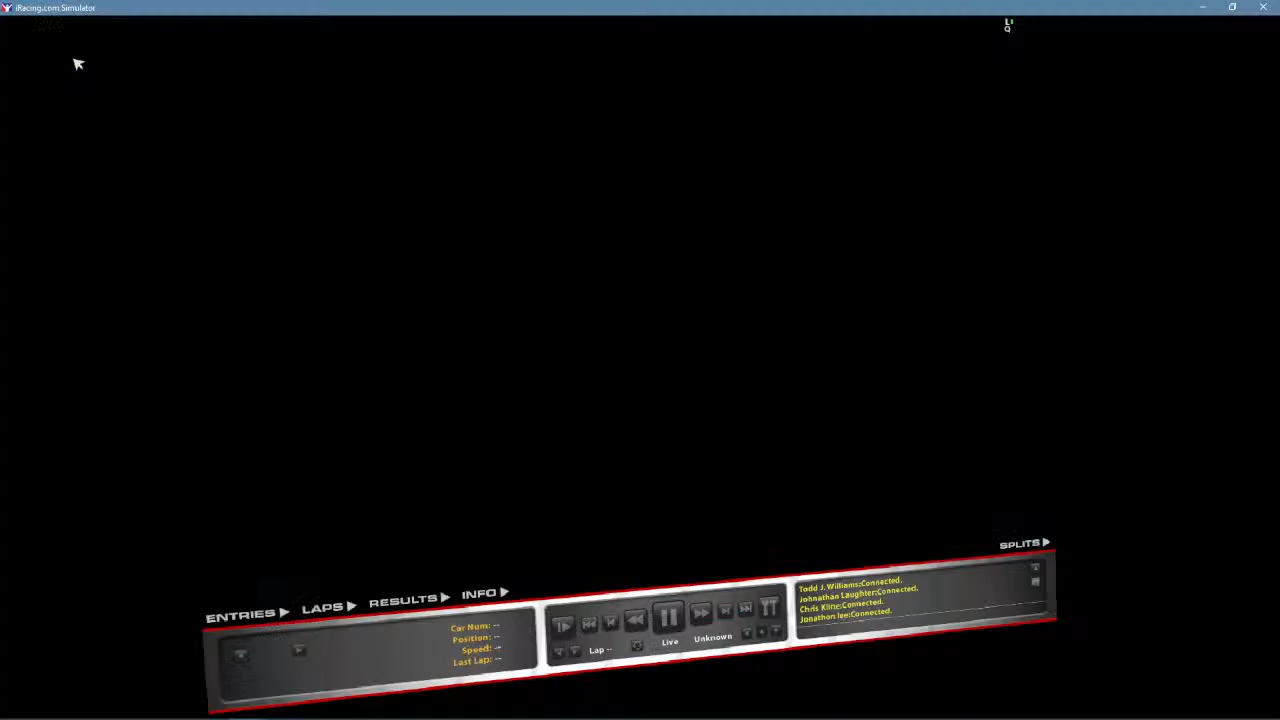 iRacing.com Simulator
L
Q
SPLITS
ENTRIES LAPS RESULTS INFO
Car Num: --
Position: --
Speed: --
Last Lap: --
Lap --
Live
Unknown
Todd J. Williams:Connected.
Johnathan Laughter:Connected.
Chris Kline:Connected.
Jonathon lee:Connected.